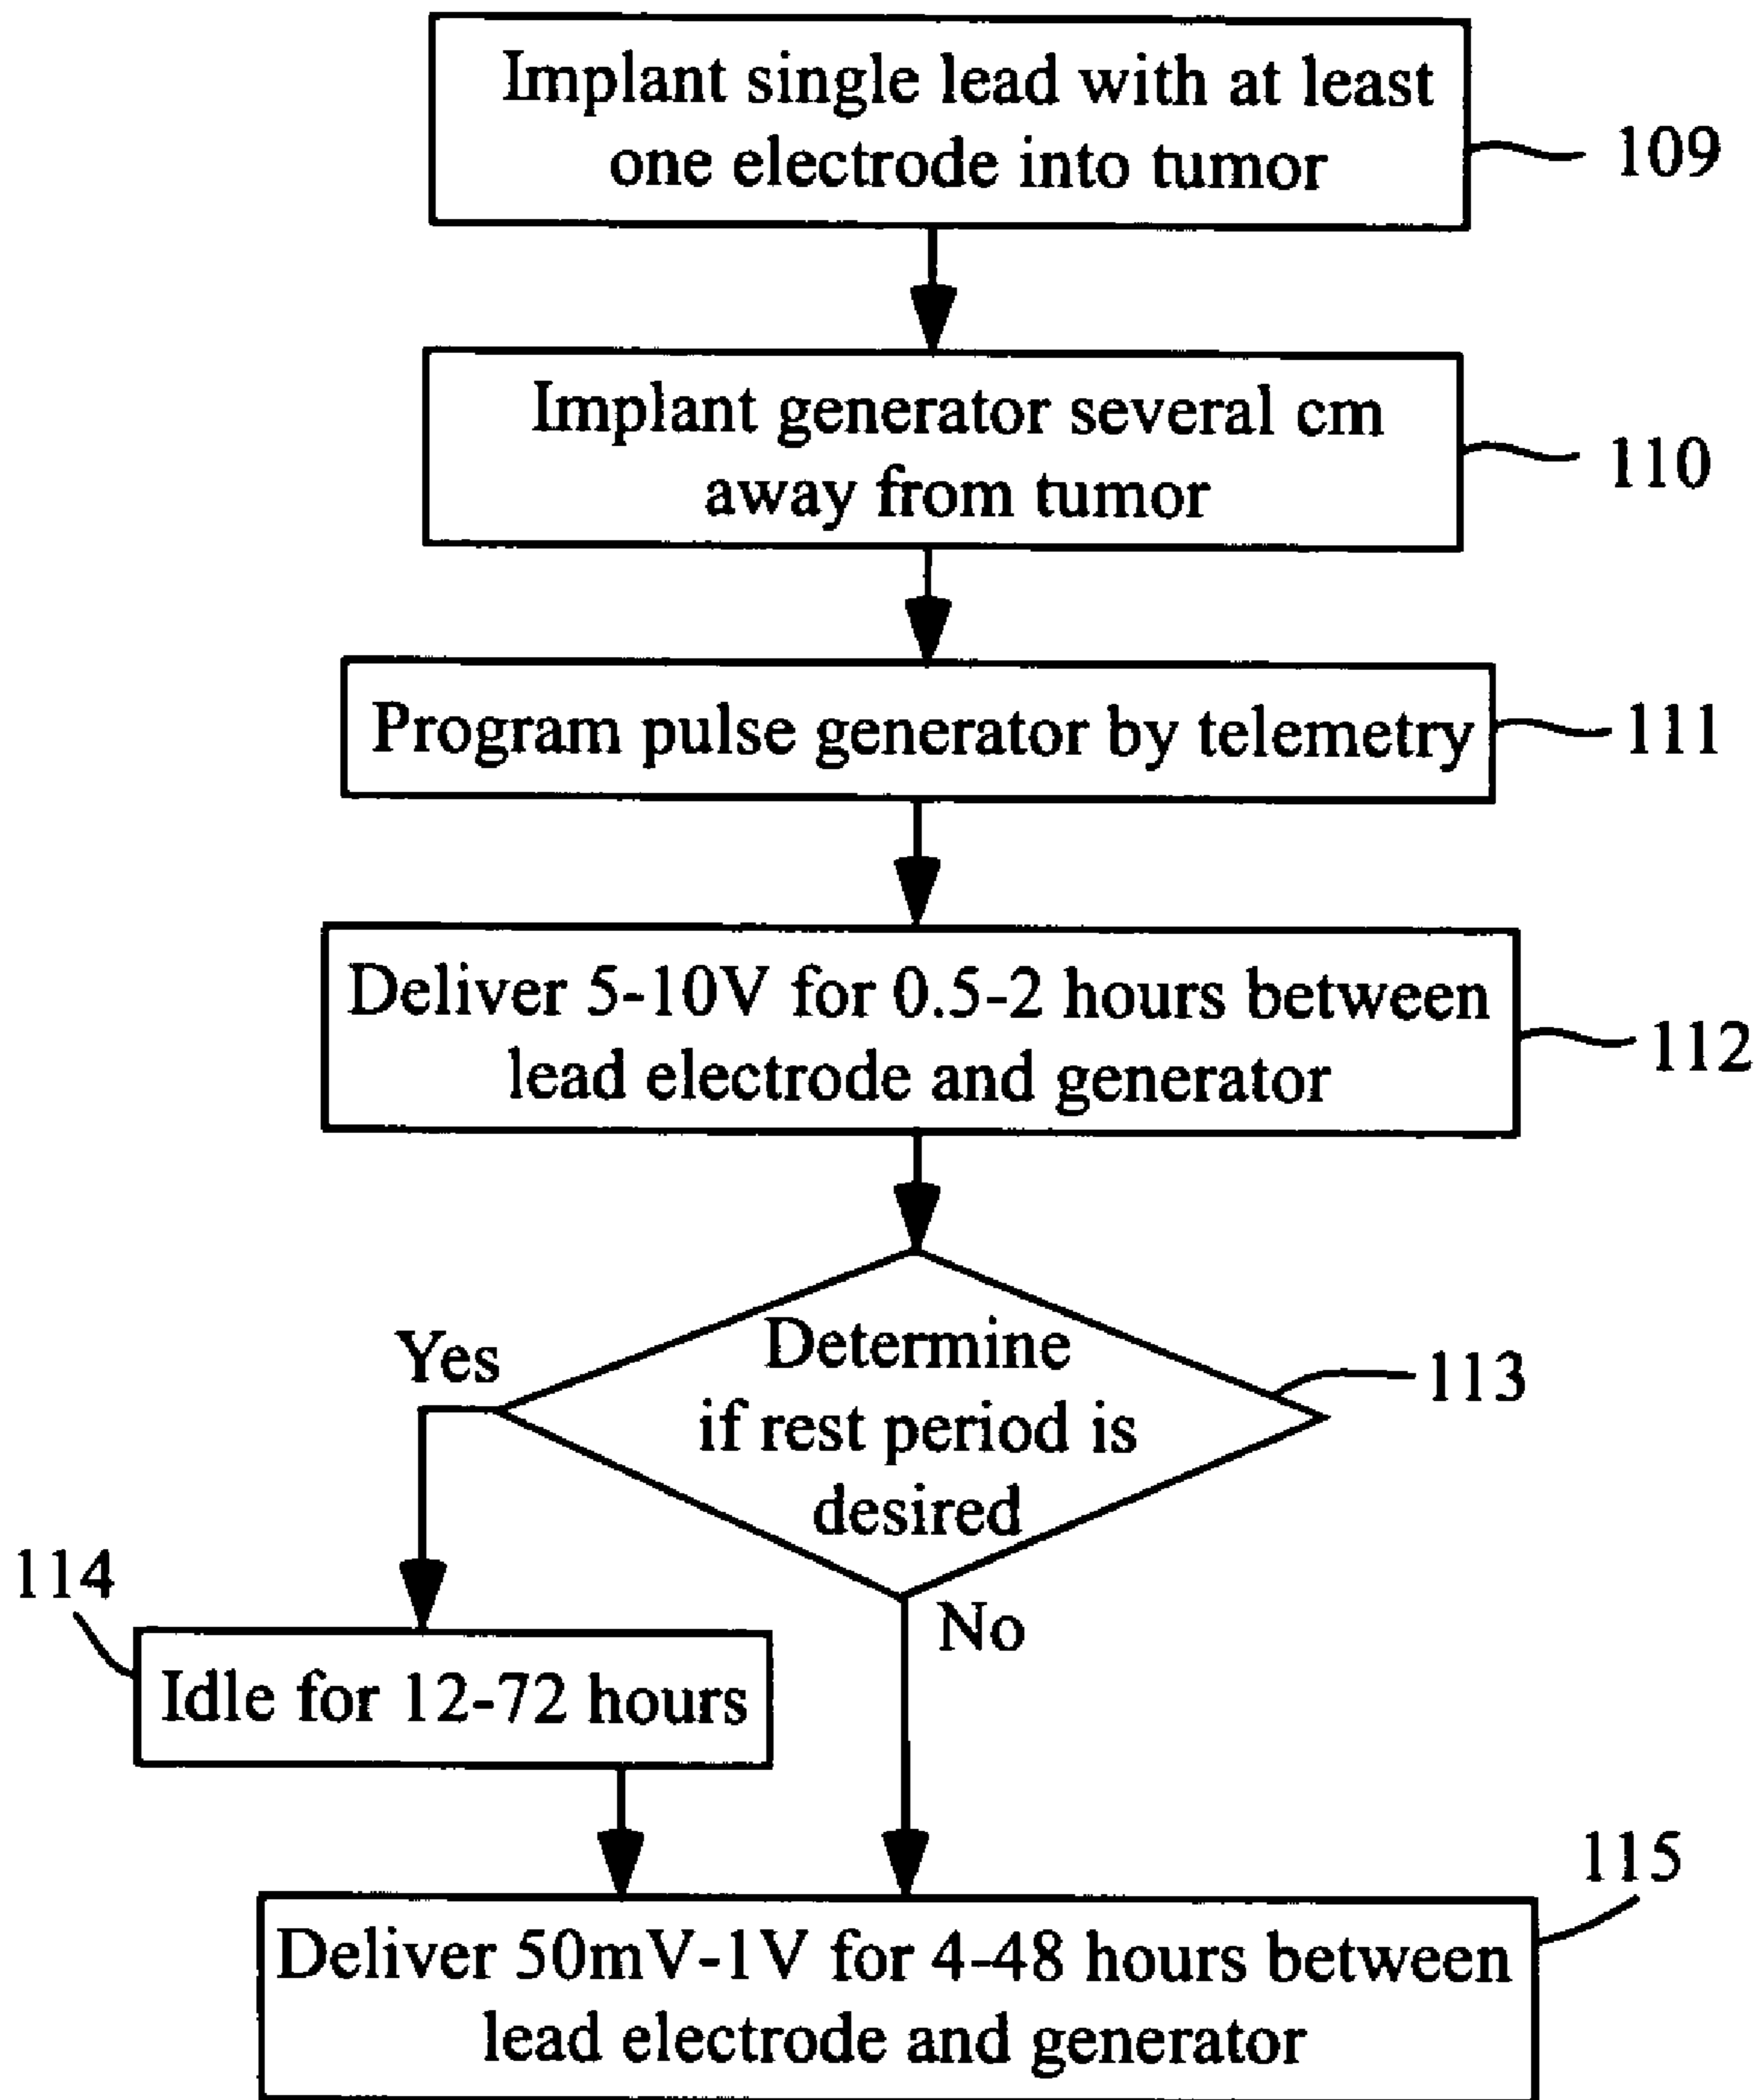 Implant single lead with at least
one electrode into tumor
109
Implant generator several cm
away from tumor
110
Program pulse generator by telemetry
111
Deliver 5-10V for 0.5-2 hours between
lead electrode and generator
112
Determine
if rest period is
desired
113
Yes
No
114
Idle for 12-72 hours
115
Deliver 50mV-1V for 4-48 hours between
lead electrode and generator